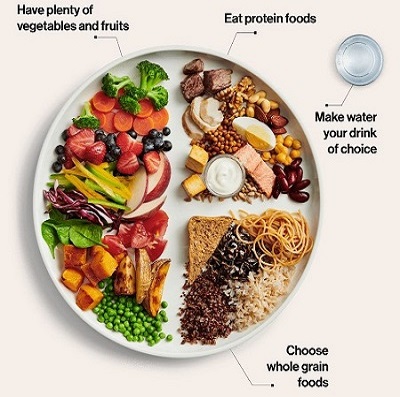 Have plenty of
vegetables and fruits
Eat protein foods
Make water
your drink
of choice
Choose
whole grain
foods